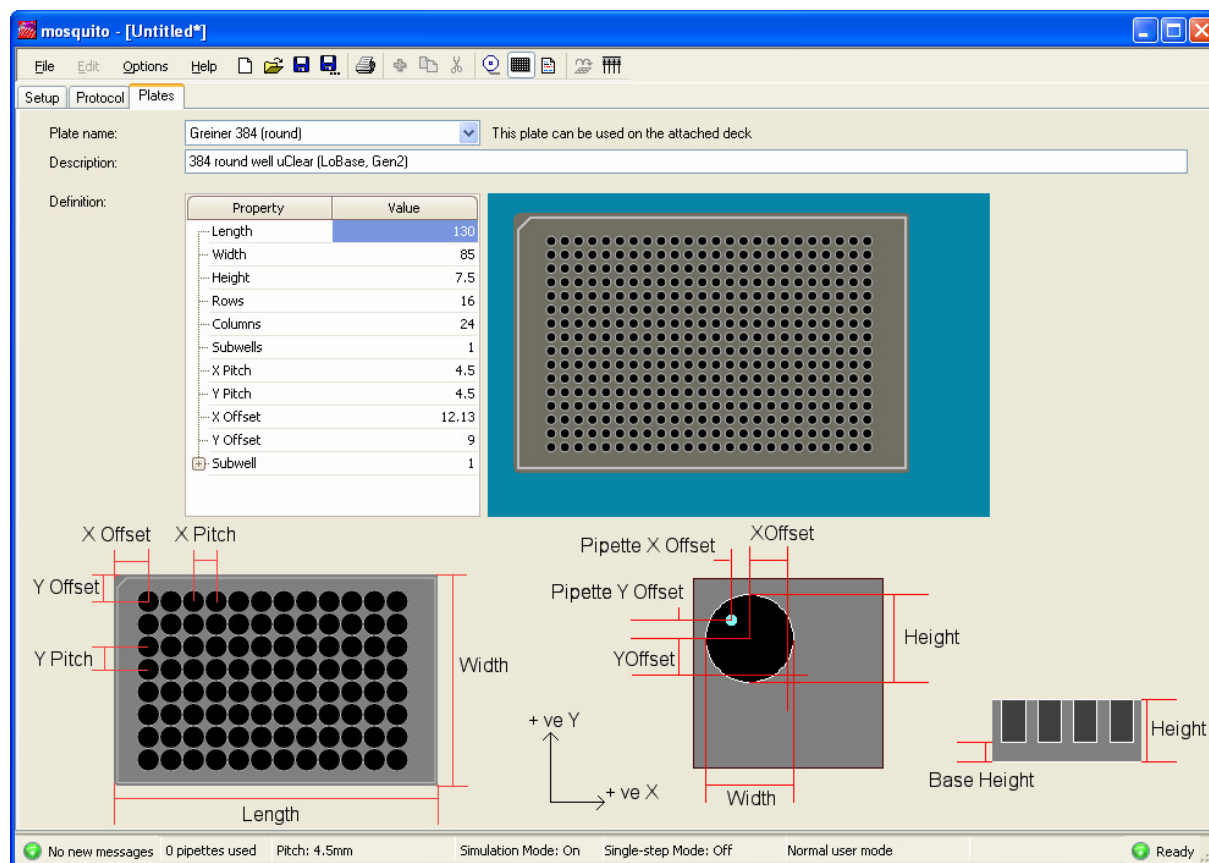 mosquito - [Untitled*]
File Edit Options Help
Setup Protocol Plates
Plate name: Greiner 384 (round) This plate can be used on the attached deck
Description: 384 round well uClear (LoBase, Gen2)
Definition:
Property Value
Length 130
Width 85
Height 7.5
Rows 16
Columns 24
Subwells 1
X Pitch 4.5
Y Pitch 4.5
X Offset 12.13
Y Offset 9
Subwell 1
X Offset X Pitch
Y Offset
Y Pitch
Width
Length
XOffset
Pipette X Offset
Pipette Y Offset
YOffset
Height
Width
+ ve Y
+ ve X
Height
Base Height
No new messages 0 pipettes used Pitch: 4.5mm Simulation Mode: On Single-step Mode: Off Normal user mode Ready